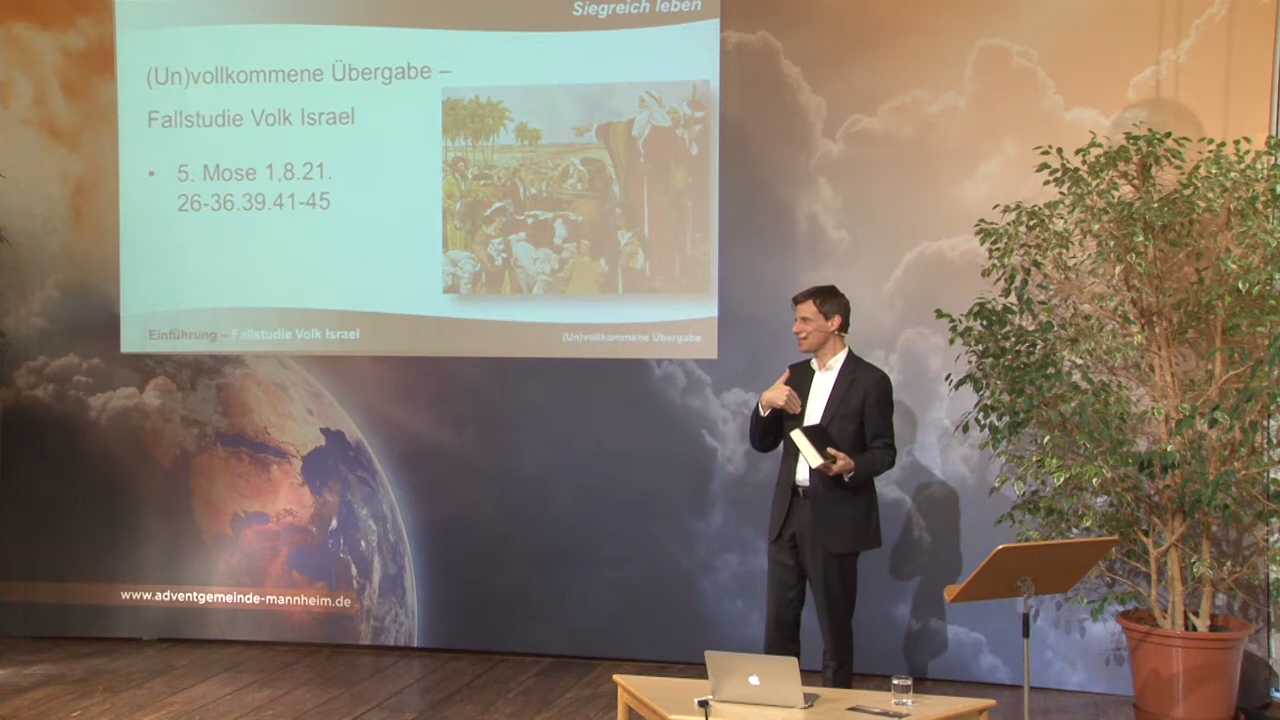 Siegreich leben
(Un)vollkommene Übergabe –
Fallstudie Volk Israel
• 5. Mose 1,8.21.
26-36.39.41-45
Einführung – Fallstudie Volk Israel
(Un)vollkommene Übergabe
www.adventgemeinde-mannheim.de